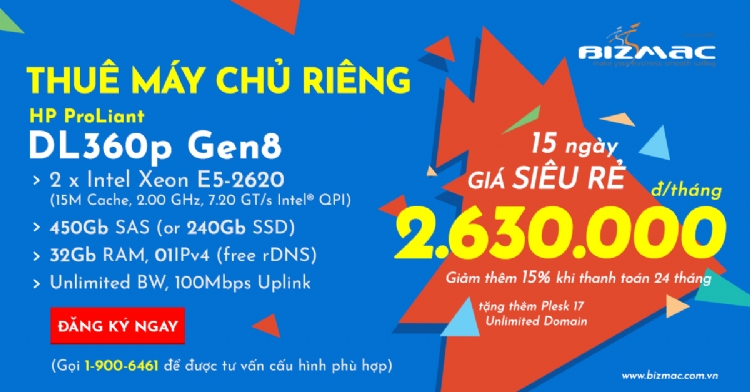 BIZMAC
THUÊ MÁY CHỦ RIÊNG
HP ProLiant
DL360p Gen8
> 2 x Intel Xeon E5-2620
(15M Cache, 2.00 GHz, 7.20 GT/s Intel® QPI)
> 450Gb SAS (or 240Gb SSD)
> 32Gb RAM, 01IPv4 (free rDNS)
> Unlimited BW, 100Mbps Uplink
ĐĂNG KÝ NGAY
(Gọi 1-900-6461 để được tư vấn cấu hình phù hợp)
15 ngày
GIÁ SIÊU RẺ
đ/tháng
2.630.000
Giảm thêm 15% khi thanh toán 24 tháng
tặng thêm Plesk 17
Unlimited Domain
www.bizmac.com.vn